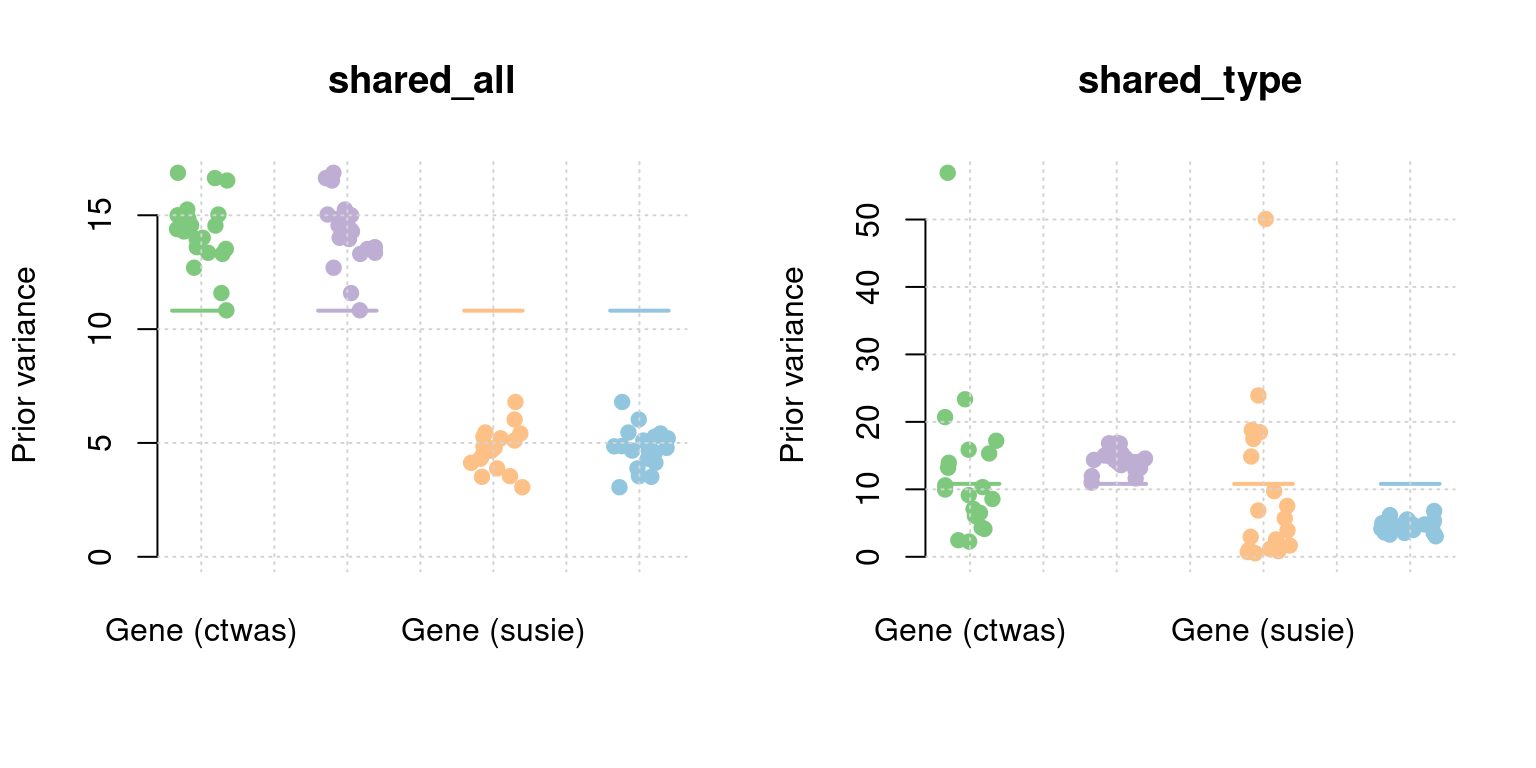 shared_all
Prior variance
15
10
5
0
Gene (ctwas)
Gene (susie)
shared_type
Prior variance
50
40
30
20
10
0
Gene (ctwas)
Gene (susie)